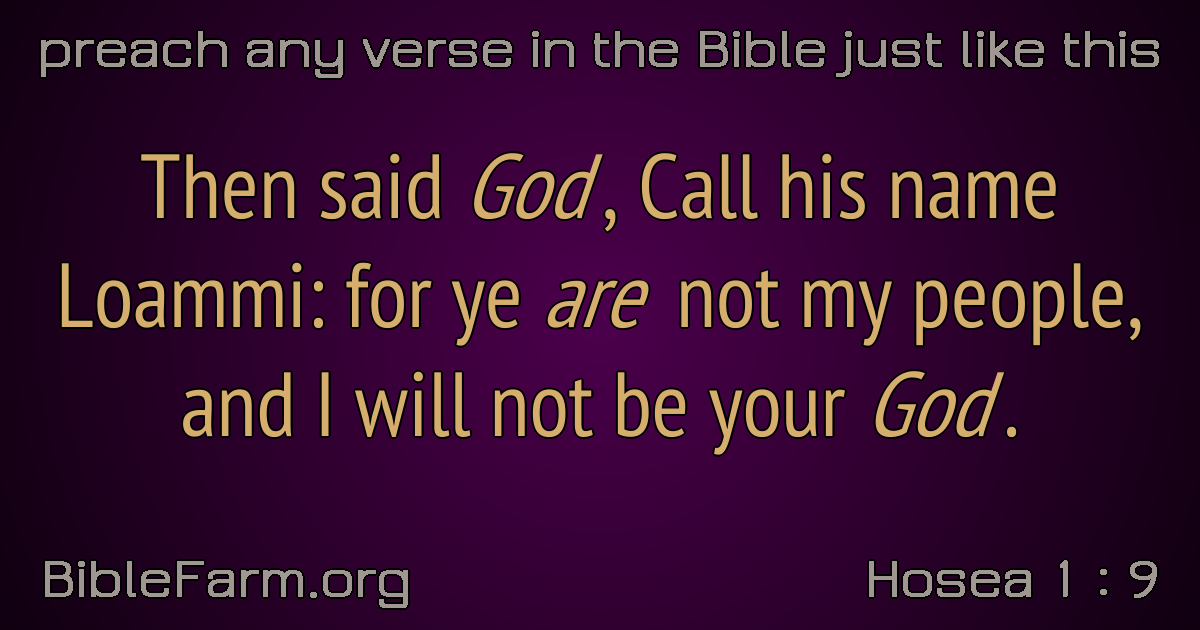 preach any verse in the Bible just like this
Then said God, Call his name
Loammi: for ye are not my people,
and I will not be your God.
BibleFarm.org
Hosea 1 : 9